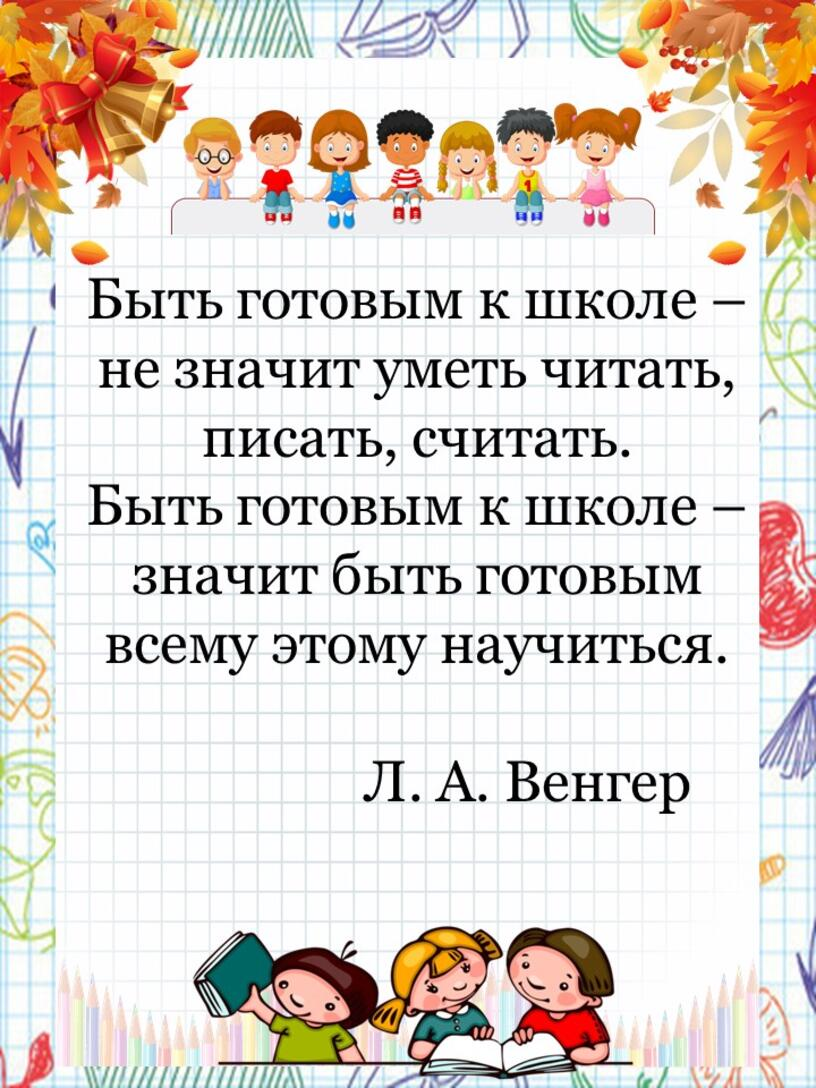 Быть готовым к школе –
не значит уметь читать,
писать, считать.
Быть готовым к школе –
значит быть готовым
всему этому научиться.
Л. А. Венгер
1